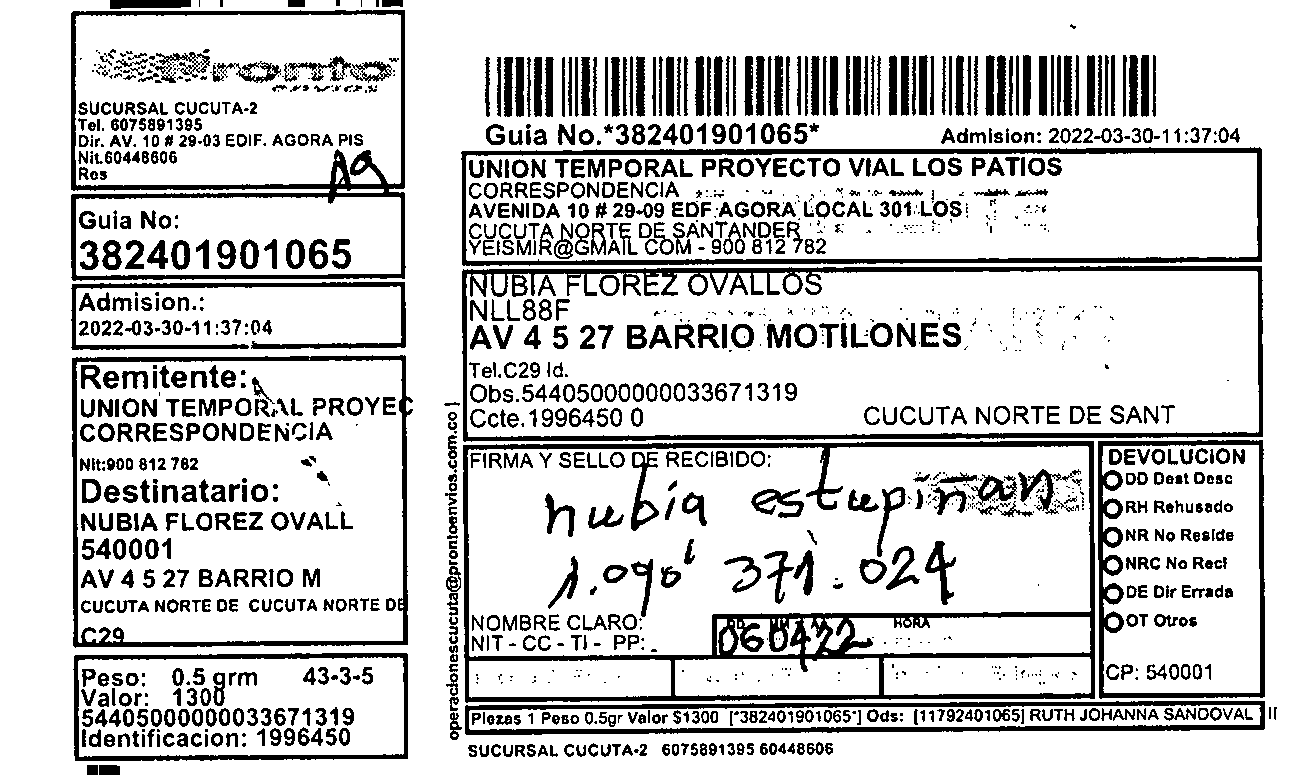 pronto
envios
SUCURSAL CUCUTA-2
Tel. 6075891395
Dir. AV. 10 # 29-03 EDIF. AGORA PIS
Nit.60448606
Res
Guia No:
382401901065
Admision.:
2022-03-30-11:37:04
Remitente:
UNION TEMPORAL PROYEC
CORRESPONDENCIA
Nit:900 812 782
Destinatario:
NUBIA FLOREZ OVALL
540001
AV 4 5 27 BARRIO M
CUCUTA NORTE DE CUCUTA NORTE DE
C29
Peso: 0.5 grm 43-3-5
Valor: 1300
54405000000033671319
Identificacion: 1996450
Guia No.*382401901065* Admision: 2022-03-30-11:37:04
UNION TEMPORAL PROYECTO VIAL LOS PATIOS
CORRESPONDENCIA
AVENIDA 10 # 29-09 EDF AGORA LOCAL 301 LOS
CUCUTA NORTE DE SANTANDER
YEISMIR@GMAIL COM - 900 812 782
NUBIA FLOREZ OVALLOS
NLL88F
AV 4 5 27 BARRIO MOTILONES
Tel.C29 Id.
Obs.54405000000033671319
Ccte.1996450 0 CUCUTA NORTE DE SANT
operacionescucuta@prontoenvios.com.co
FIRMA Y SELLO DE RECIBIDO:
nubia estupiñan
1.090 371.024
NOMBRE CLARO:
NIT - CC - TI - PP:
DD MM AA HORA
060422
DEVOLUCION
DD Dest Desc
RH Rehusado
NR No Reside
NRC No Reci
DE Dir Errada
OT Otros
CP: 540001
Piezas 1 Peso 0.5gr Valor $1300 [*382401901065*] Ods: [11792401065] RUTH JOHANNA SANDOVAL
SUCURSAL CUCUTA-2 6075891395 60448606